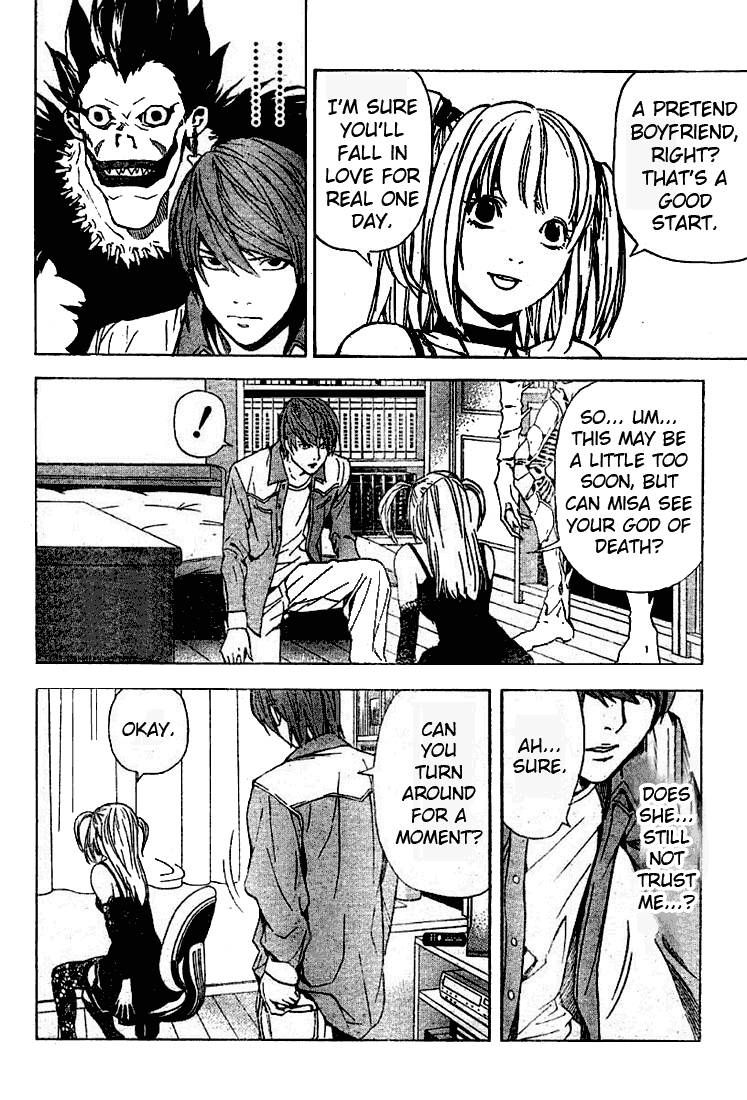 A PRETEND
BOYFRIEND,
RIGHT?
THAT'S A
GOOD
START.
I'M SURE
YOU'LL
FALL IN
LOVE FOR
REAL ONE
DAY.
SO... UM...
THIS MAY BE
A LITTLE TOO
SOON, BUT
CAN MISA SEE
YOUR GOD OF
DEATH?
!
AH...
SURE.
DOES
SHE...
STILL
NOT
TRUST
ME...?
CAN
YOU
TURN
AROUND
FOR A
MOMENT?
OKAY.